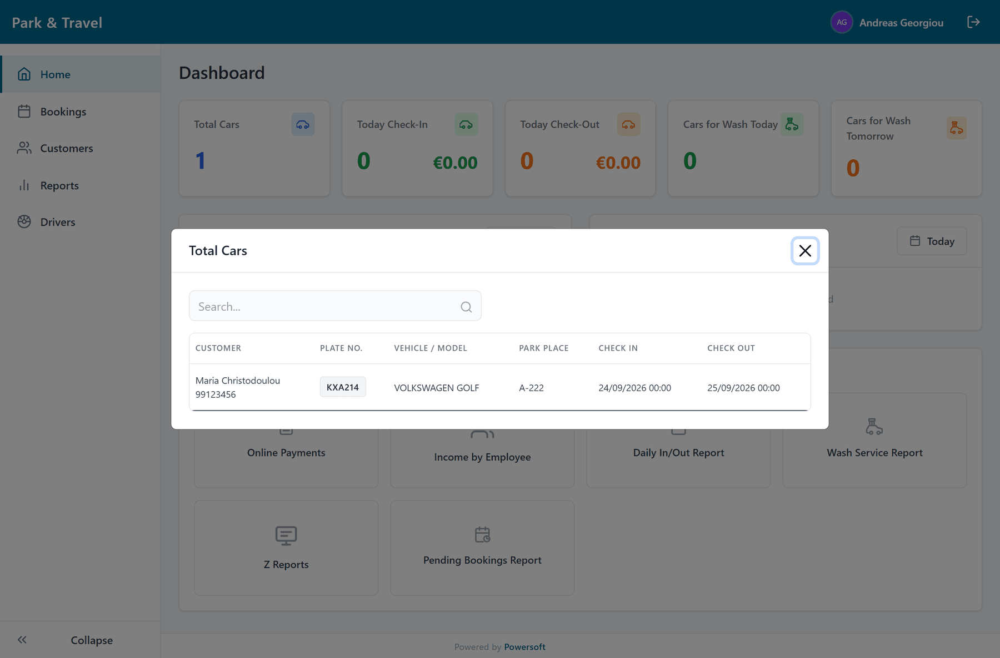 Park & Travel
AG
Andreas Georgiou
Home
Bookings
Customers
Reports
Drivers
Collapse
Dashboard
Total Cars
1
Today Check-In
0
€0.00
Today Check-Out
0
€0.00
Cars for Wash Today
0
Cars for Wash
Tomorrow
0
Today
Total Cars
Search...
CUSTOMER
PLATE NO.
VEHICLE / MODEL
PARK PLACE
CHECK IN
CHECK OUT
Maria Christodoulou
99123456
KXA214
VOLKSWAGEN GOLF
A-222
24/09/2026 00:00
25/09/2026 00:00
Online Payments
Income by Employee
Daily In/Out Report
Wash Service Report
Z Reports
Pending Bookings Report
Powered by Powersoft